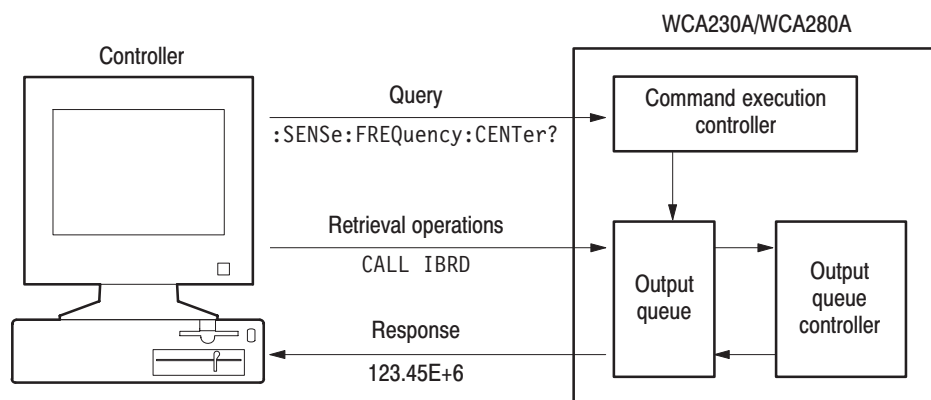 WCA230A/WCA280A
Controller
Query
:SENSe:FREQuency:CENTer?
Command execution
controller
Retrieval operations
CALL IBRD
Output
queue
Output
queue
controller
Response
123.45E+6